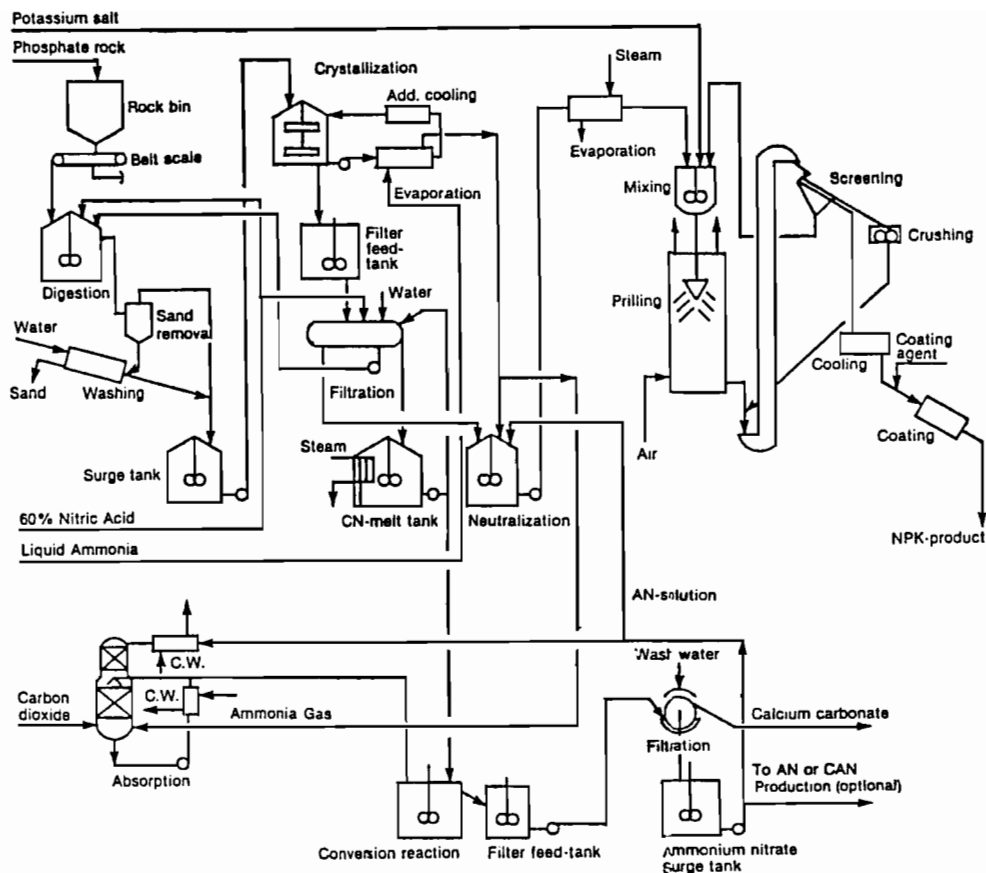 Potassium salt
Phosphate rock
Rock bin
Belt scale
Digestion
Water
Sand
removal
Sand
Washing
Surge tank
60% Nitric Acid
Liquid Ammonia
Crystallization
Add. cooling
Evaporation
Filter
feed-
tank
Water
Filtration
Steam
CN-melt tank
Neutralization
Steam
Evaporation
Mixing
Prilling
Air
Screening
Crushing
Cooling
Coating
agent
Coating
NPK-product
AN-solution
C.W.
C.W.
Carbon
dioxide
Ammonia Gas
Absorption
Conversion reaction
Filter feed-tank
Wash water
Filtration
Calcium carbonate
To AN or CAN
Production (optional)
Ammonium nitrate
Surge tank